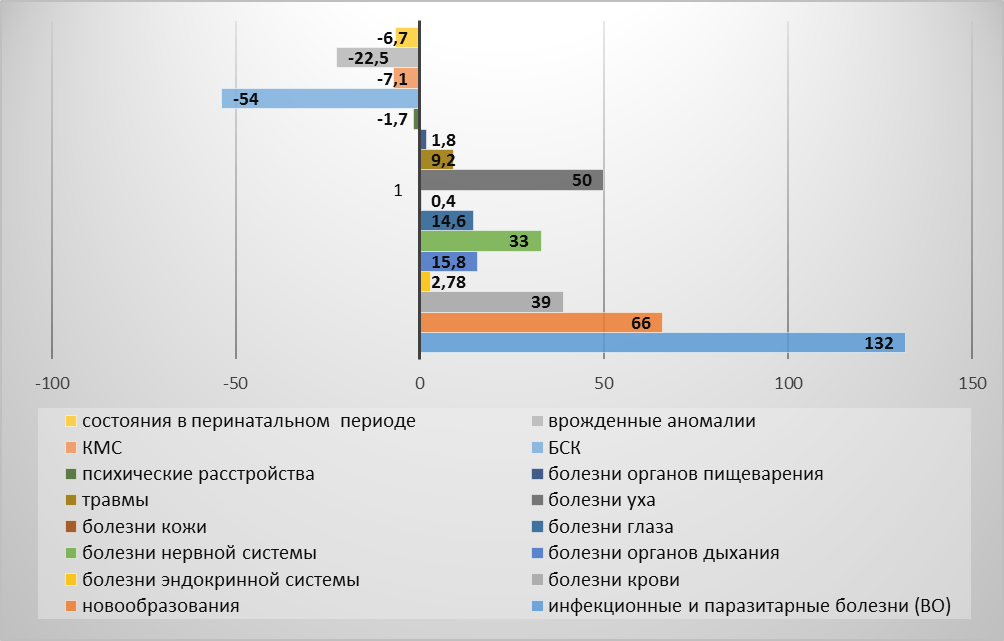 -6,7
-22,5
-7,1
-54
-1,7
1,8
9,2
50
1
0,4
14,6
33
15,8
2,78
39
66
132
-100 -50 0 50 100 150
состояния в перинатальном периоде врожденные аномалии
КМС БСК
психические расстройства болезни органов пищеварения
травмы болезни уха
болезни кожи болезни глаза
болезни нервной системы болезни органов дыхания
болезни эндокринной системы болезни крови
новообразования инфекционные и паразитарные болезни (ВО)